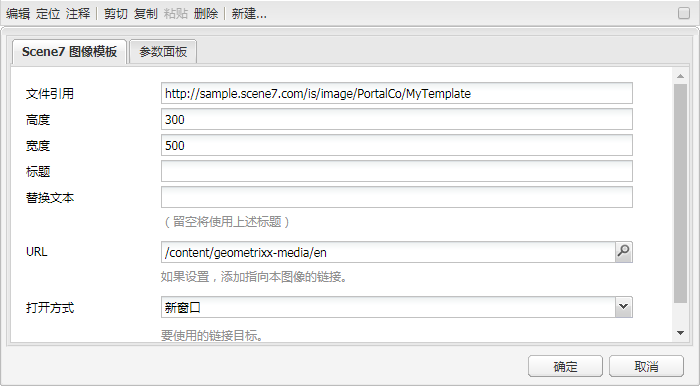 编辑 定位 注释 剪切 复制 粘贴 删除 新建...
Scene7 图像模板 参数面板
文件引用 http://sample.scene7.com/is/image/PortalCo/MyTemplate
高度 300
宽度 500
标题
替换文本
（留空将使用上述标题）
URL /content/geometrixx-media/en
如果设置，添加指向本图像的链接。
打开方式 新窗口
要使用的链接目标。
确定 取消